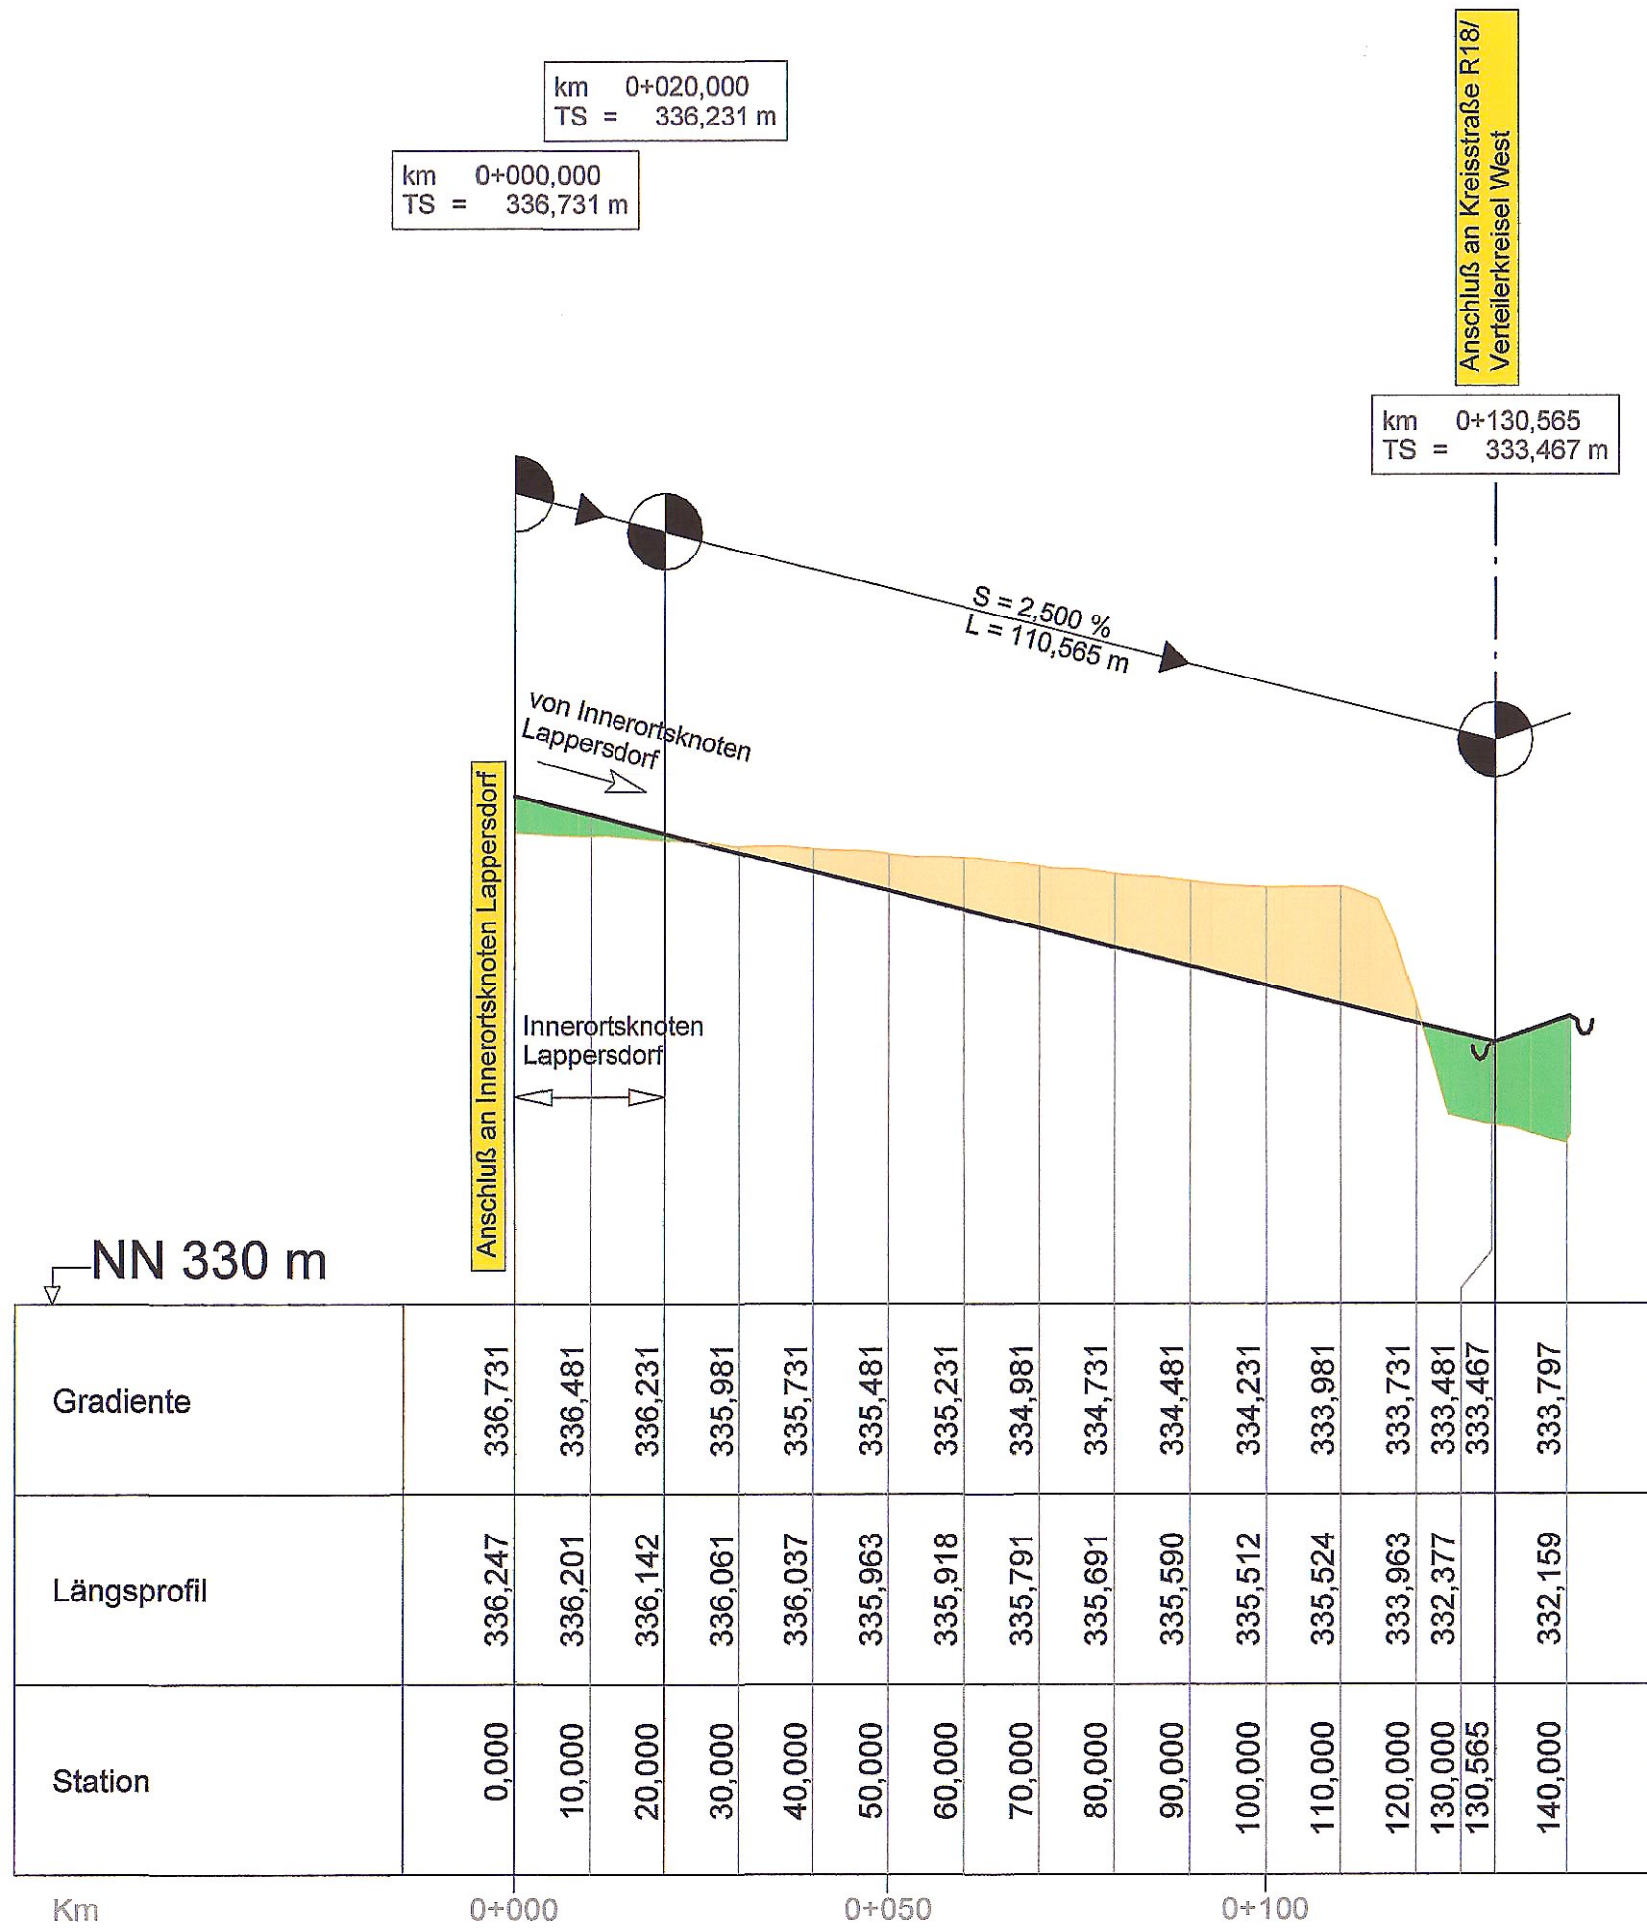 km 0+020,000
TS = 336,231 m
km 0+000,000
TS = 336,731 m
Anschluß an Kreisstraße R18/
Verteilerkreisel West
km 0+130,565
TS = 333,467 m
S = 2,500 %
L = 110,565 m
von Innerortsknoten
Lappersdorf
Anschluß an Innerortsknoten Lappersdorf
Innerortsknoten
Lappersdorf
NN 330 m
Gradiente 336,731 336,481 336,231 335,981 335,731 335,481 335,231 334,981 334,731 334,481 334,231 333,981 333,731 333,481 333,467 333,797
Längsprofil 336,247 336,201 336,142 336,061 336,037 335,963 335,918 335,791 335,691 335,590 335,512 335,524 333,963 332,377 332,159
Station 0,000 10,000 20,000 30,000 40,000 50,000 60,000 70,000 80,000 90,000 100,000 110,000 120,000 130,000 130,565 140,000
Km 0+000 0+050 0+100